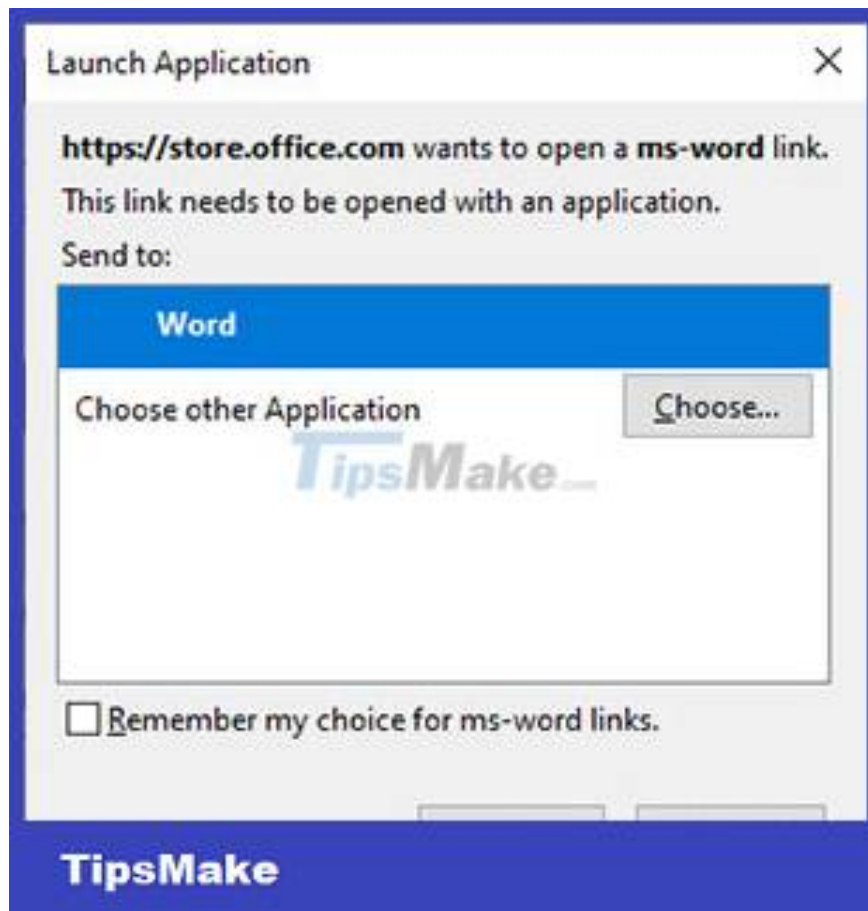 Launch Application
https://store.office.com wants to open a ms-word link.
This link needs to be opened with an application.
Send to:
Word
Choose other Application
Choose...
TipsMake.com
Remember my choice for ms-word links.
TipsMake